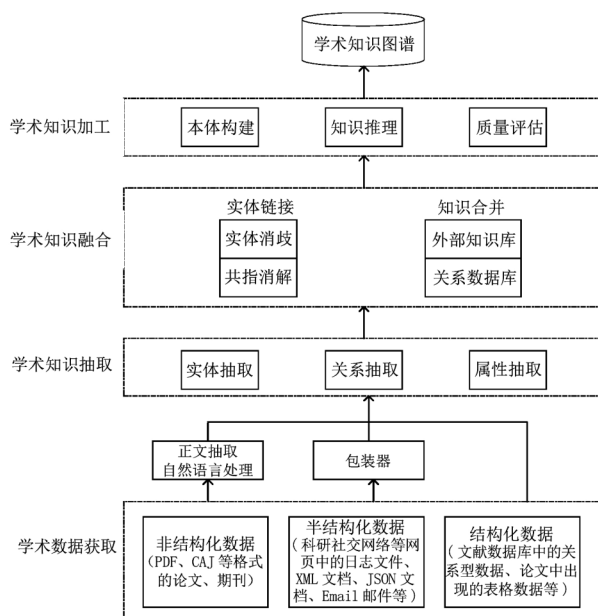 学术知识图谱
学术知识加工
本体构建
知识推理
质量评估
学术知识融合
实体链接
实体消歧
共指消解
知识合并
外部知识库
关系数据库
学术知识抽取
实体抽取
关系抽取
属性抽取
正文抽取
自然语言处理
包装器
学术数据获取
非结构化数据
（PDF、CAJ 等格式
的论文、期刊）
半结构化数据
（科研社交网络等网
页中的日志文件、
XML 文档、JSON 文
档、Email 邮件等）
结构化数据
（文献数据库中的关
系型数据、论文中出
现的表格数据等）